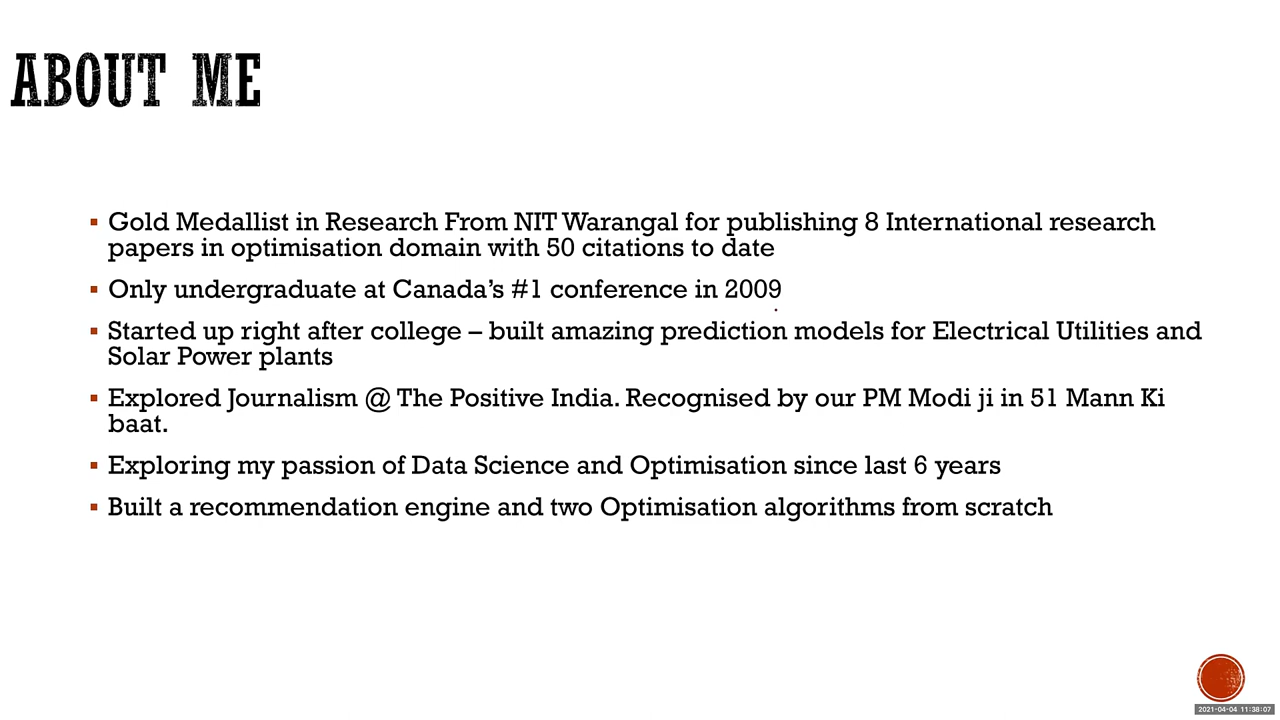 ABOUT ME
▪ Gold Medallist in Research From NIT Warangal for publishing 8 International research
papers in optimisation domain with 50 citations to date
▪ Only undergraduate at Canada’s #1 conference in 2009
▪ Started up right after college – built amazing prediction models for Electrical Utilities and
Solar Power plants
▪ Explored Journalism @ The Positive India. Recognised by our PM Modi ji in 51 Mann Ki
baat.
▪ Exploring my passion of Data Science and Optimisation since last 6 years
▪ Built a recommendation engine and two Optimisation algorithms from scratch
2021-04-04 11:38:07